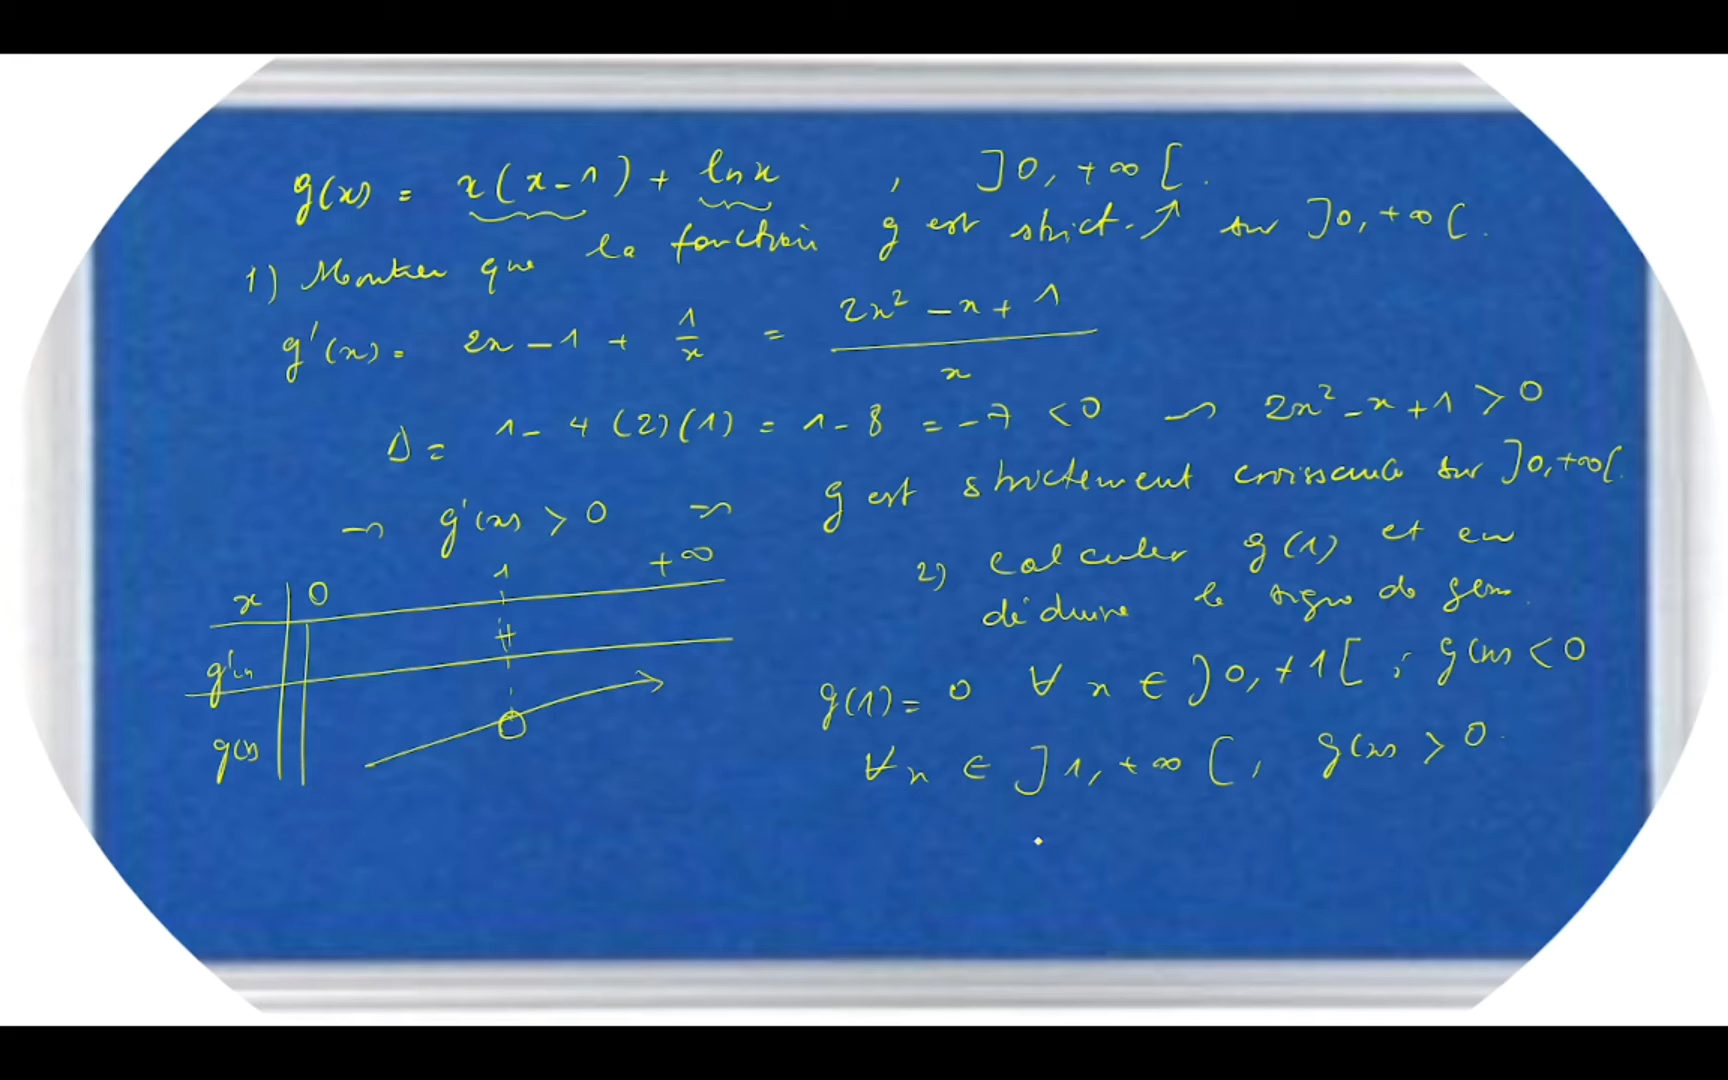 g(x) = x(x-1) + ln x , ]0, +∞[.
1) Montrer que la fonction g est strict. ↗ sur ]0, +∞[.
g'(x) = 2x - 1 + 1/x = (2x² - x + 1)/x
Δ = 1 - 4(2)(1) = 1 - 8 = -7 < 0 ⇝ 2x² - x + 1 > 0
⇝ g'(x) > 0 ⇝ g est strictement croissance sur ]0, +∞[.
x 0 1 +∞
g'(x) +
g(x) 0
2) Calculer g(1) et en
déduire le signe de g(x).
g(1) = 0 ∀x ∈ ]0, +1[ ; g(x) < 0
∀x ∈ ]1, +∞[, g(x) > 0.